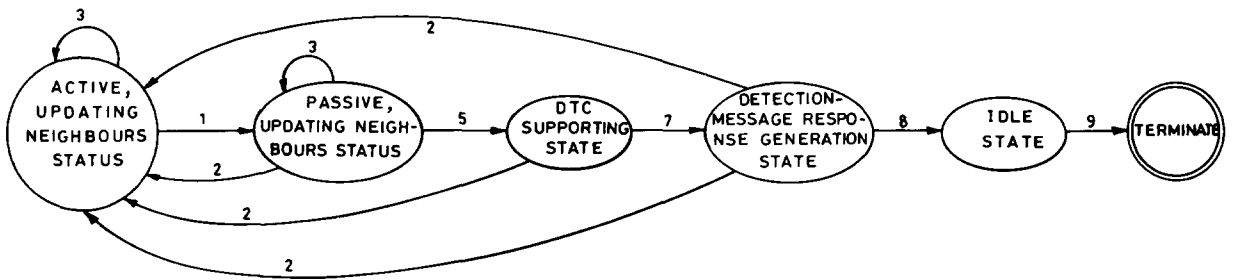 3
2
3
ACTIVE,
UPDATING
NEIGHBOURS
STATUS
1
PASSIVE,
UPDATING NEIGH-
BOURS STATUS
5
DTC
SUPPORTING
STATE
7
DETECTION-
MESSAGE RESPO-
NSE GENERATION
STATE
8
IDLE
STATE
9
TERMINATE
2
2
2